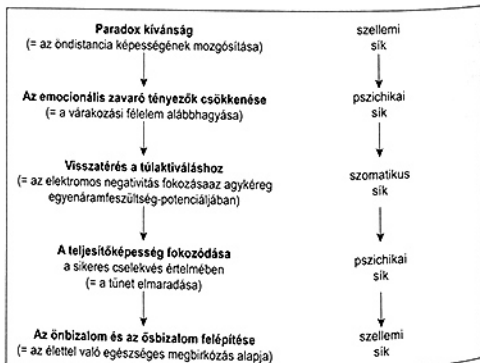 Paradox kívánság
(= az öndistancia képességének mozgósítása)
szellemi
sík
Az emocionális zavaró tényezők csökkenése
(= a várakozási félelem alábbhagyása)
pszichikai
sík
Visszatérés a túlaktiváláshoz
(= az elektromos negativitás fokozásaaz agykéreg
egyenáramfeszültség-potenciáljában)
szomatikus
sík
A teljesítőképesség fokozódása
a sikeres cselekvés értelmében
(= a tünet elmaradása)
pszichikai
sík
Az önbizalom és az ősbizalom felépítése
(= az élettel való egészséges megbirkózás alapja)
szellemi
sík